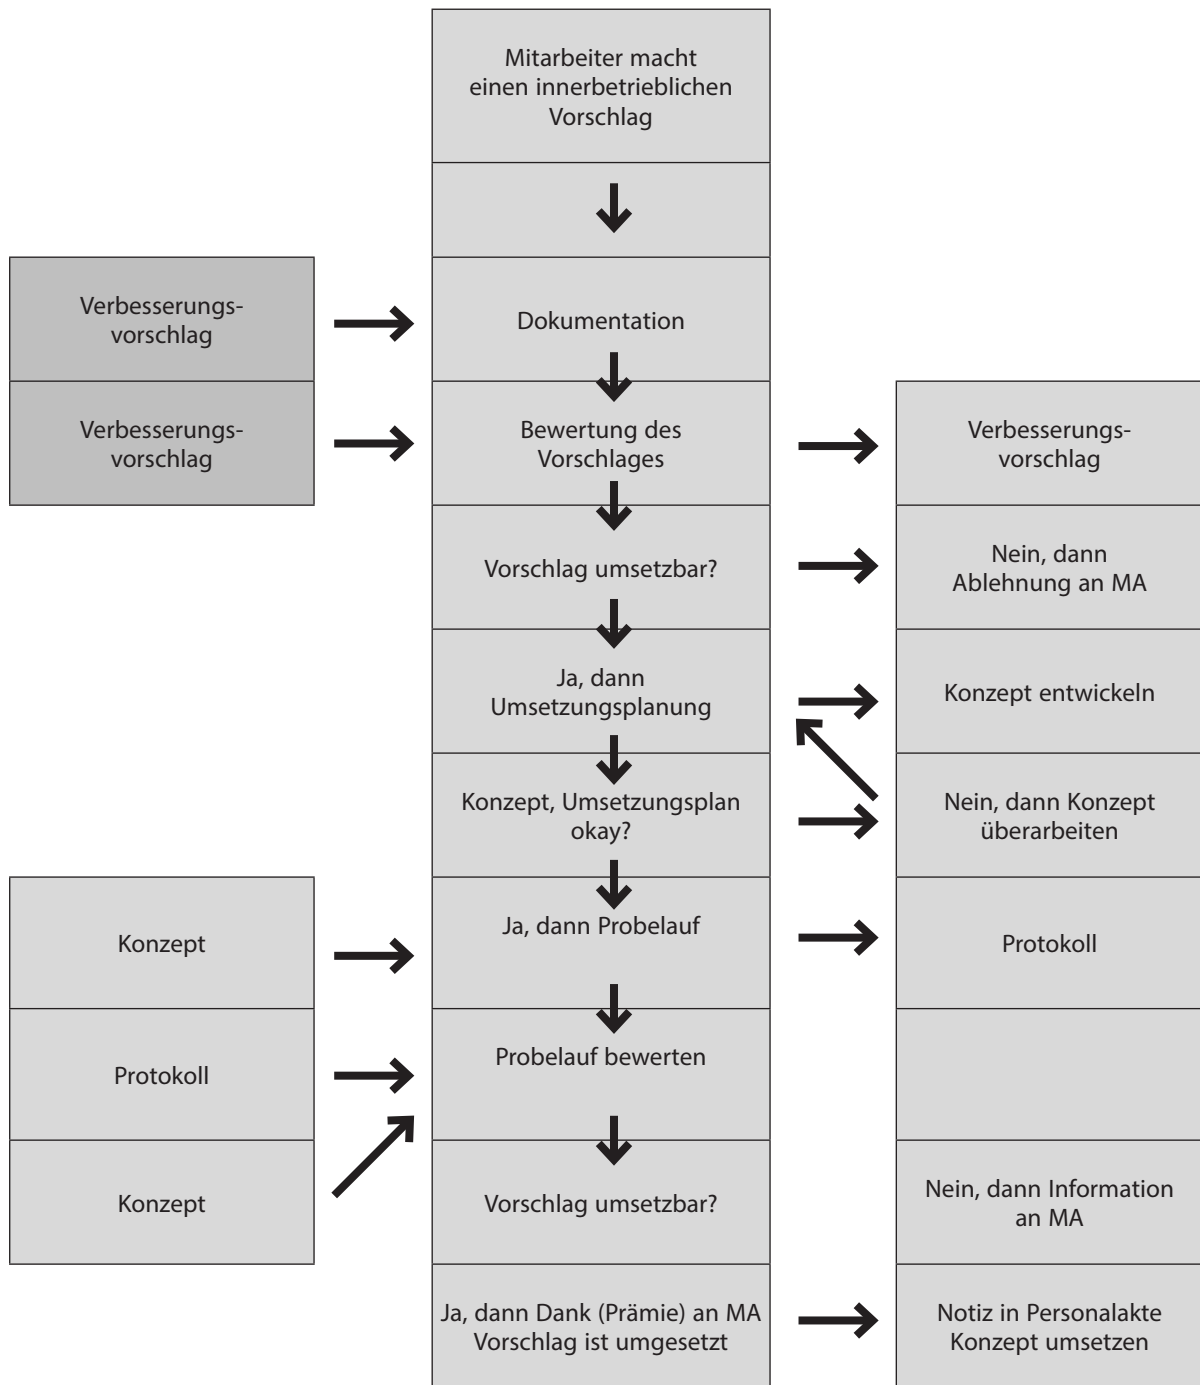 Mitarbeiter macht
einen innerbetrieblichen
Vorschlag
Verbesserungs-
vorschlag
Dokumentation
Verbesserungs-
vorschlag
Bewertung des
Vorschlages
Verbesserungs-
vorschlag
Vorschlag umsetzbar?
Nein, dann
Ablehnung an MA
Ja, dann
Umsetzungsplanung
Konzept entwickeln
Konzept, Umsetzungsplan
okay?
Nein, dann Konzept
überarbeiten
Konzept
Ja, dann Probelauf
Protokoll
Protokoll
Probelauf bewerten
Konzept
Vorschlag umsetzbar?
Nein, dann Information
an MA
Ja, dann Dank (Prämie) an MA
Vorschlag ist umgesetzt
Notiz in Personalakte
Konzept umsetzen